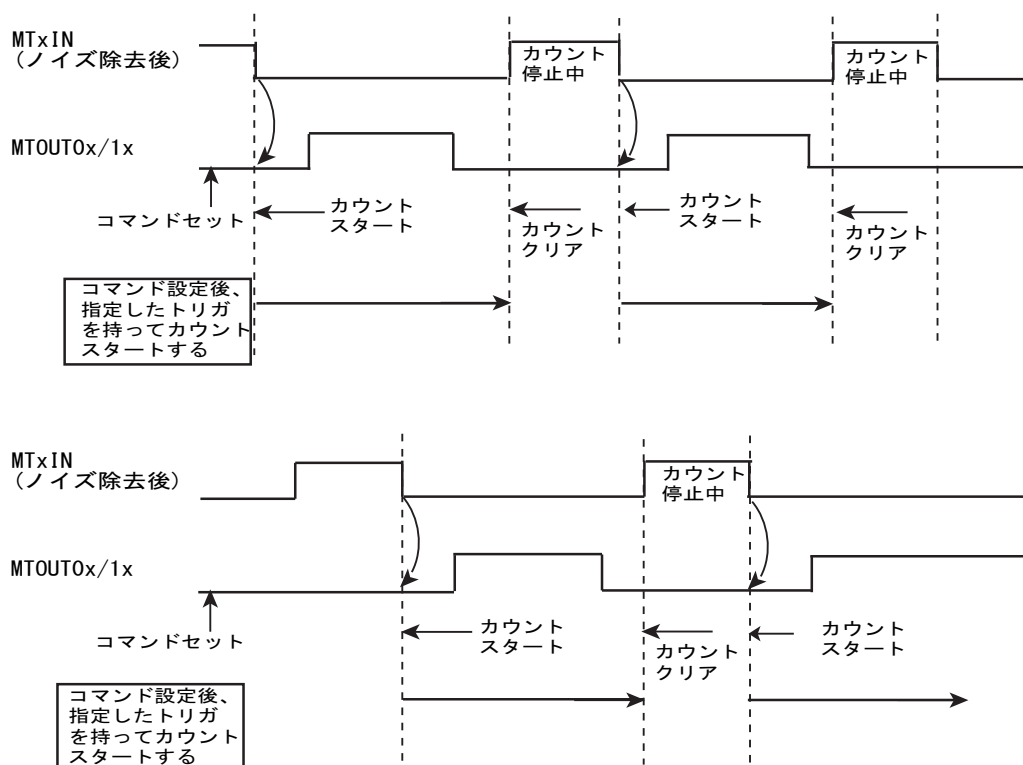 MTxIN
(ノイズ除去後)
カウント
停止中
カウント
停止中
MTOUT0x/1x
コマンドセット
カウント
スタート
カウント
クリア
カウント
スタート
カウント
クリア
コマンド設定後、
指定したトリガ
を持ってカウント
スタートする
MTxIN
(ノイズ除去後)
カウント
停止中
MTOUT0x/1x
コマンドセット
カウント
スタート
カウント
クリア
カウント
スタート
コマンド設定後、
指定したトリガ
を持ってカウント
スタートする